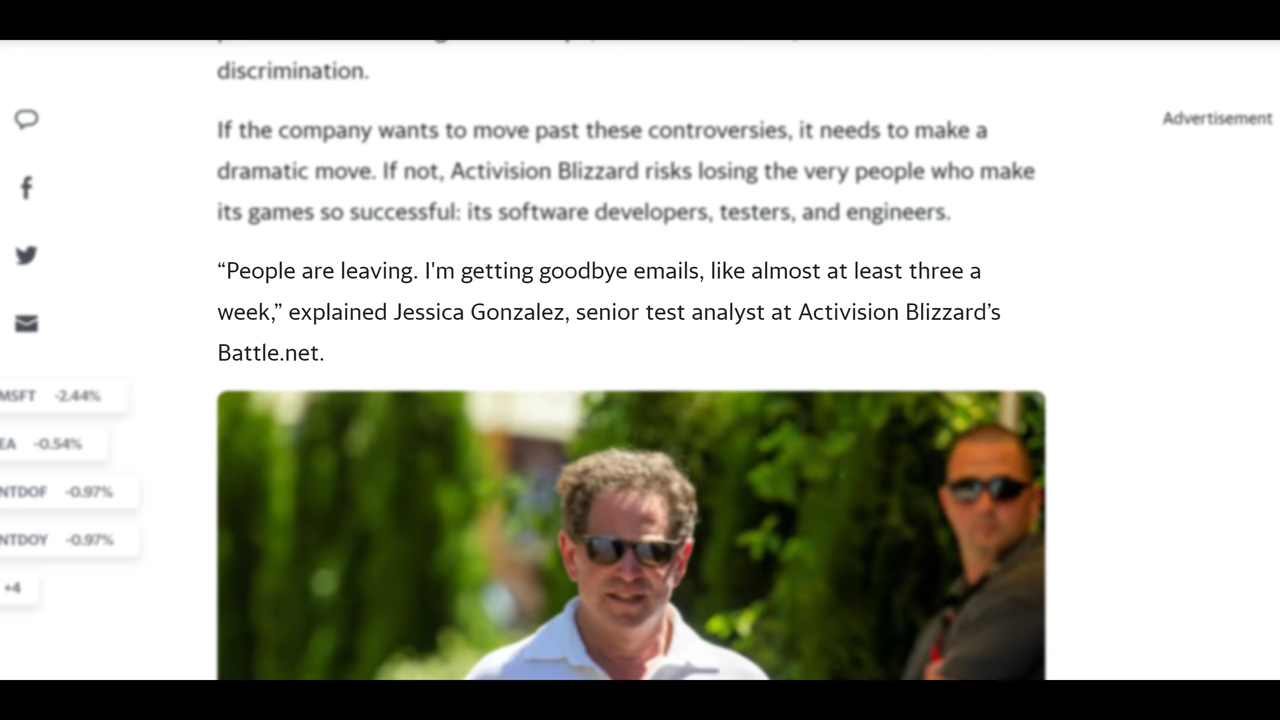 discrimination.
If the company wants to move past these controversies, it needs to make a
dramatic move. If not, Activision Blizzard risks losing the very people who make
its games so successful: its software developers, testers, and engineers.
“People are leaving. I'm getting goodbye emails, like almost at least three a
week,” explained Jessica Gonzalez, senior test analyst at Activision Blizzard’s
Battle.net.
Advertisement
MSFT -2.44%
EA -0.54%
NTDOF -0.97%
NTDOY -0.97%
+4